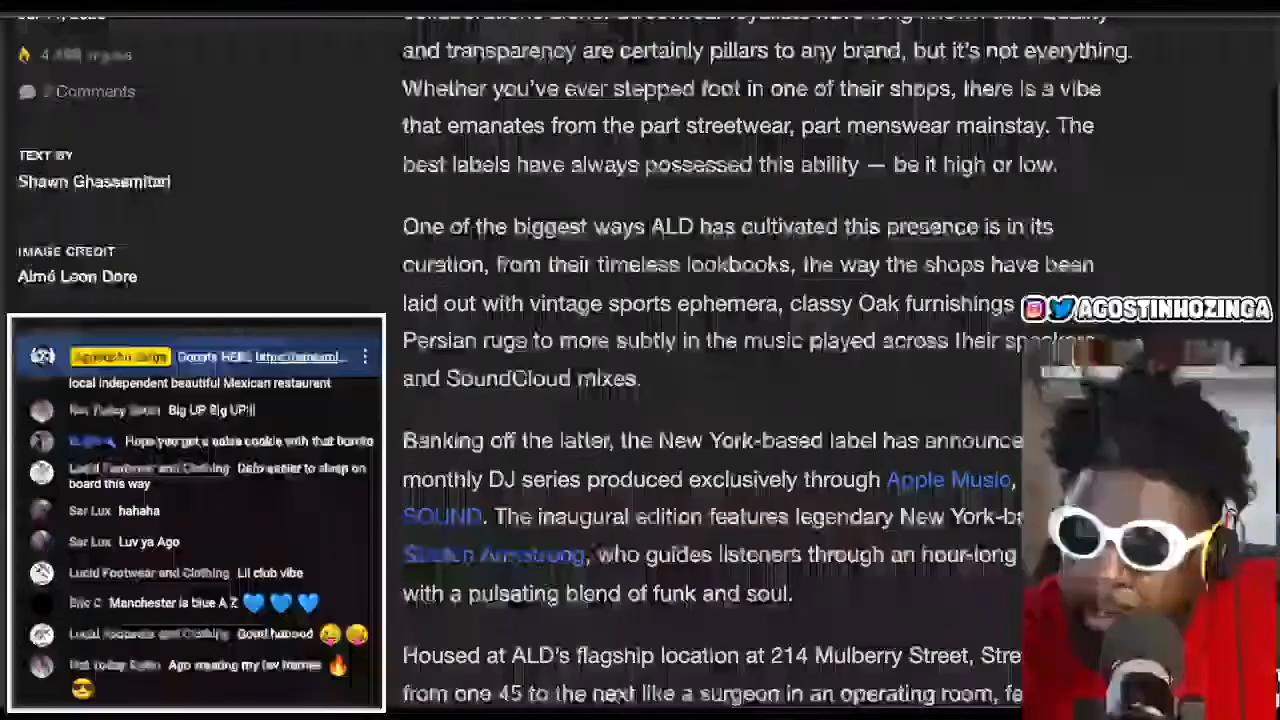 Comments
TEXT BY
Shawn
IMAGE CREDIT
Aimé Leon Dore
and transparency are certainly pillars to any brand, but it's not everything.
Whether you've ever stepped foot in one of their shops, there is a vibe
that emanates from the part streetwear, part menswear mainstay. The
best labels have always possessed this ability — be it high or low.
One of the biggest ways ALD has cultivated this presence is in its
curation, from their timeless lookbooks, the way the shops have been
laid out with vintage sports ephemera, classy Oak furnishings
Persian rugs to more subtly in the music played across their speakers
and SoundCloud mixes.
Banking off the latter, the New York-based label has announce
monthly DJ series produced exclusively through Apple Music,
SOUND. The inaugural edition features legendary New York-ba
Armstrong, who guides listeners through an hour-long
with a pulsating blend of funk and soul.
Housed at ALD's flagship location at 214 Mulberry Street, Stre
from one 45 to the next like a surgeon in an operating room, fa
local independent beautiful Mexican restaurant
Big UP Big UP!!!
Hope you get a cookie with that burrito
Lucid Footwear and Clothing easier to sleep on
board this way
Sar Lux hahaha
Sar Lux Luv ya Ago
Lucid Footwear and Clothing Lil club vibe
Manchester is blue A Z 💙 💙 💙
Ago wearing my fav frames 🔥
😎
AGOSTINHOZINGA